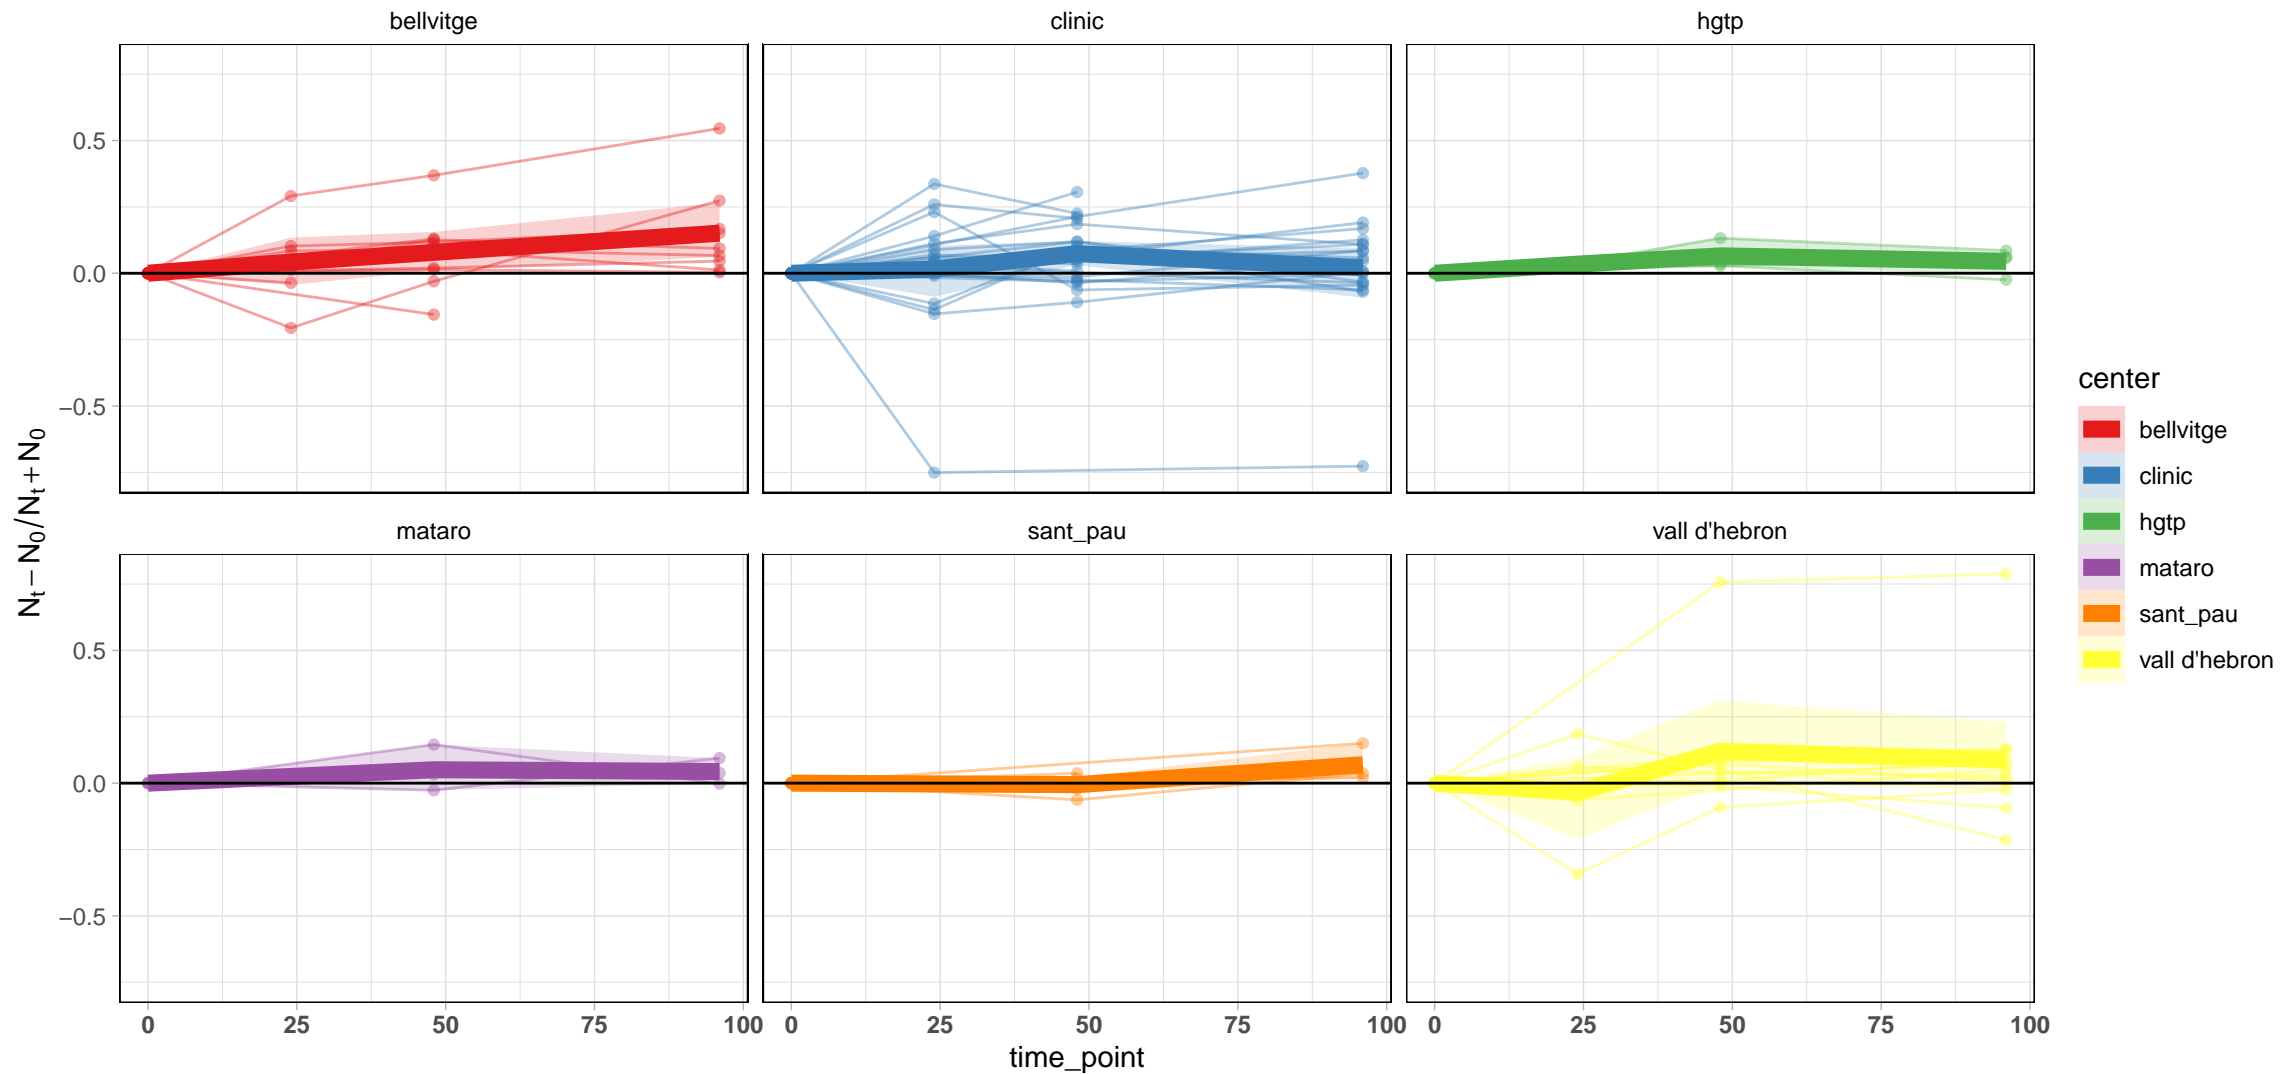 bellvitge
clinic
hgtp
0.5
0.0
−0.5
mataro
sant_pau
vall d'hebron
0.5
0.0
−0.5
0 25 50 75 100
0 25 50 75 100
0 25 50 75 100
time_point
Nt − N0/Nt + N0
center
bellvitge
clinic
hgtp
mataro
sant_pau
vall d'hebron